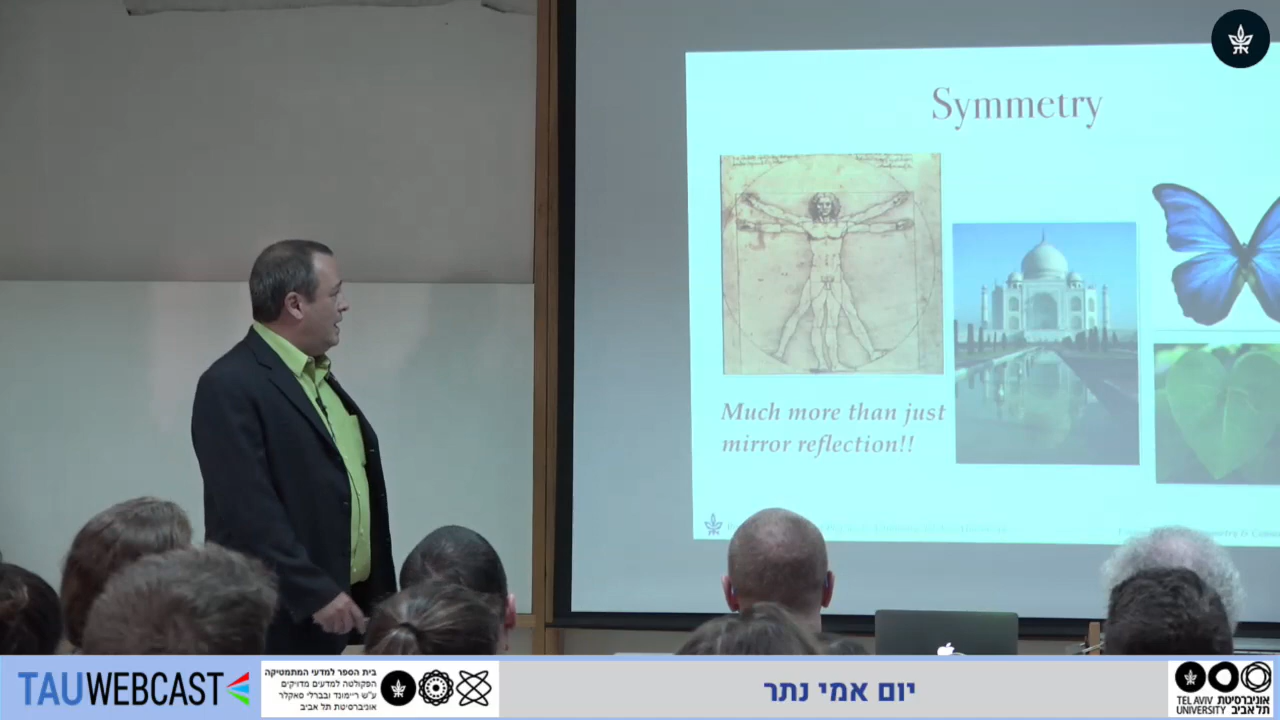 Symmetry
Much more than just
mirror reflection!!
TAUWEBCAST
בית הספר למדעי המתמטיקה
הפקולטה למדעים מדויקים
ע"ש ריימונד ובברלי סאקלר
אוניברסיטת תל אביב
יום אמי נתר
TEL AVIV אוניברסיטת
UNIVERSITY תל אביב